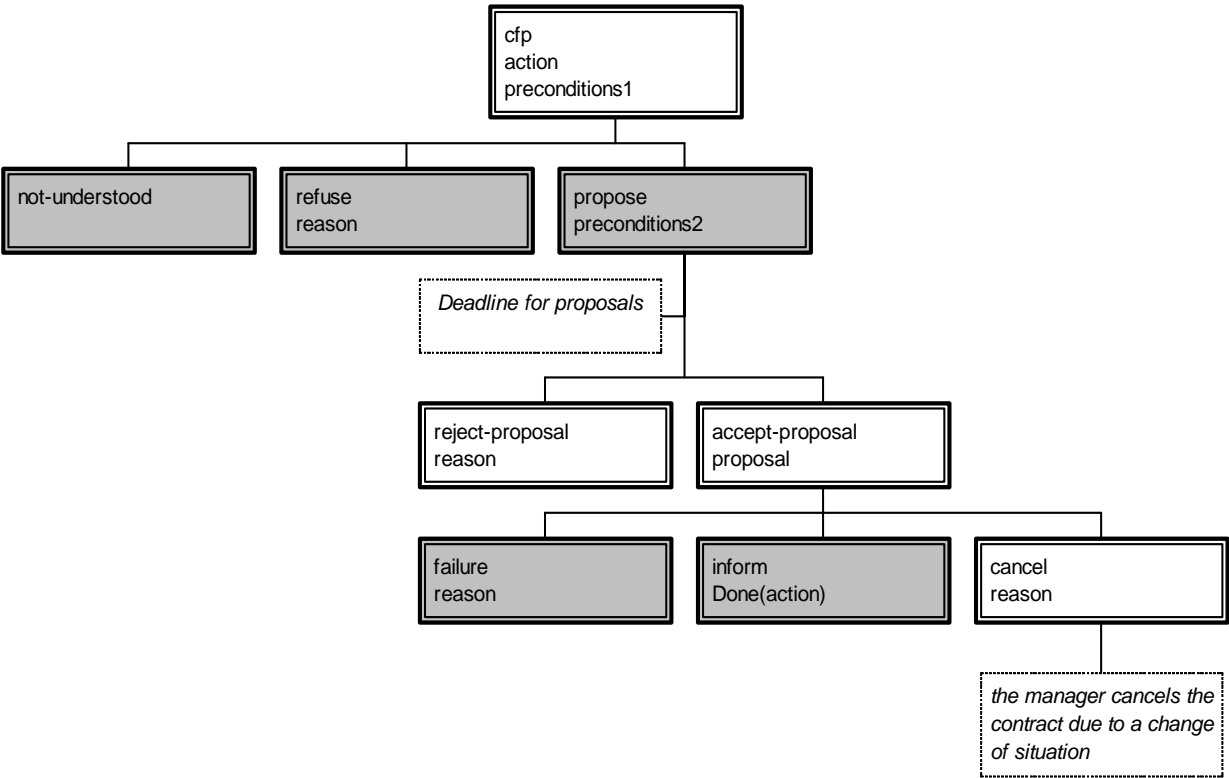 cfp
action
preconditions1
not-understood
refuse
reason
propose
preconditions2
Deadline for proposals
reject-proposal
reason
accept-proposal
proposal
failure
reason
inform
Done(action)
cancel
reason
the manager cancels the
contract due to a change
of situation